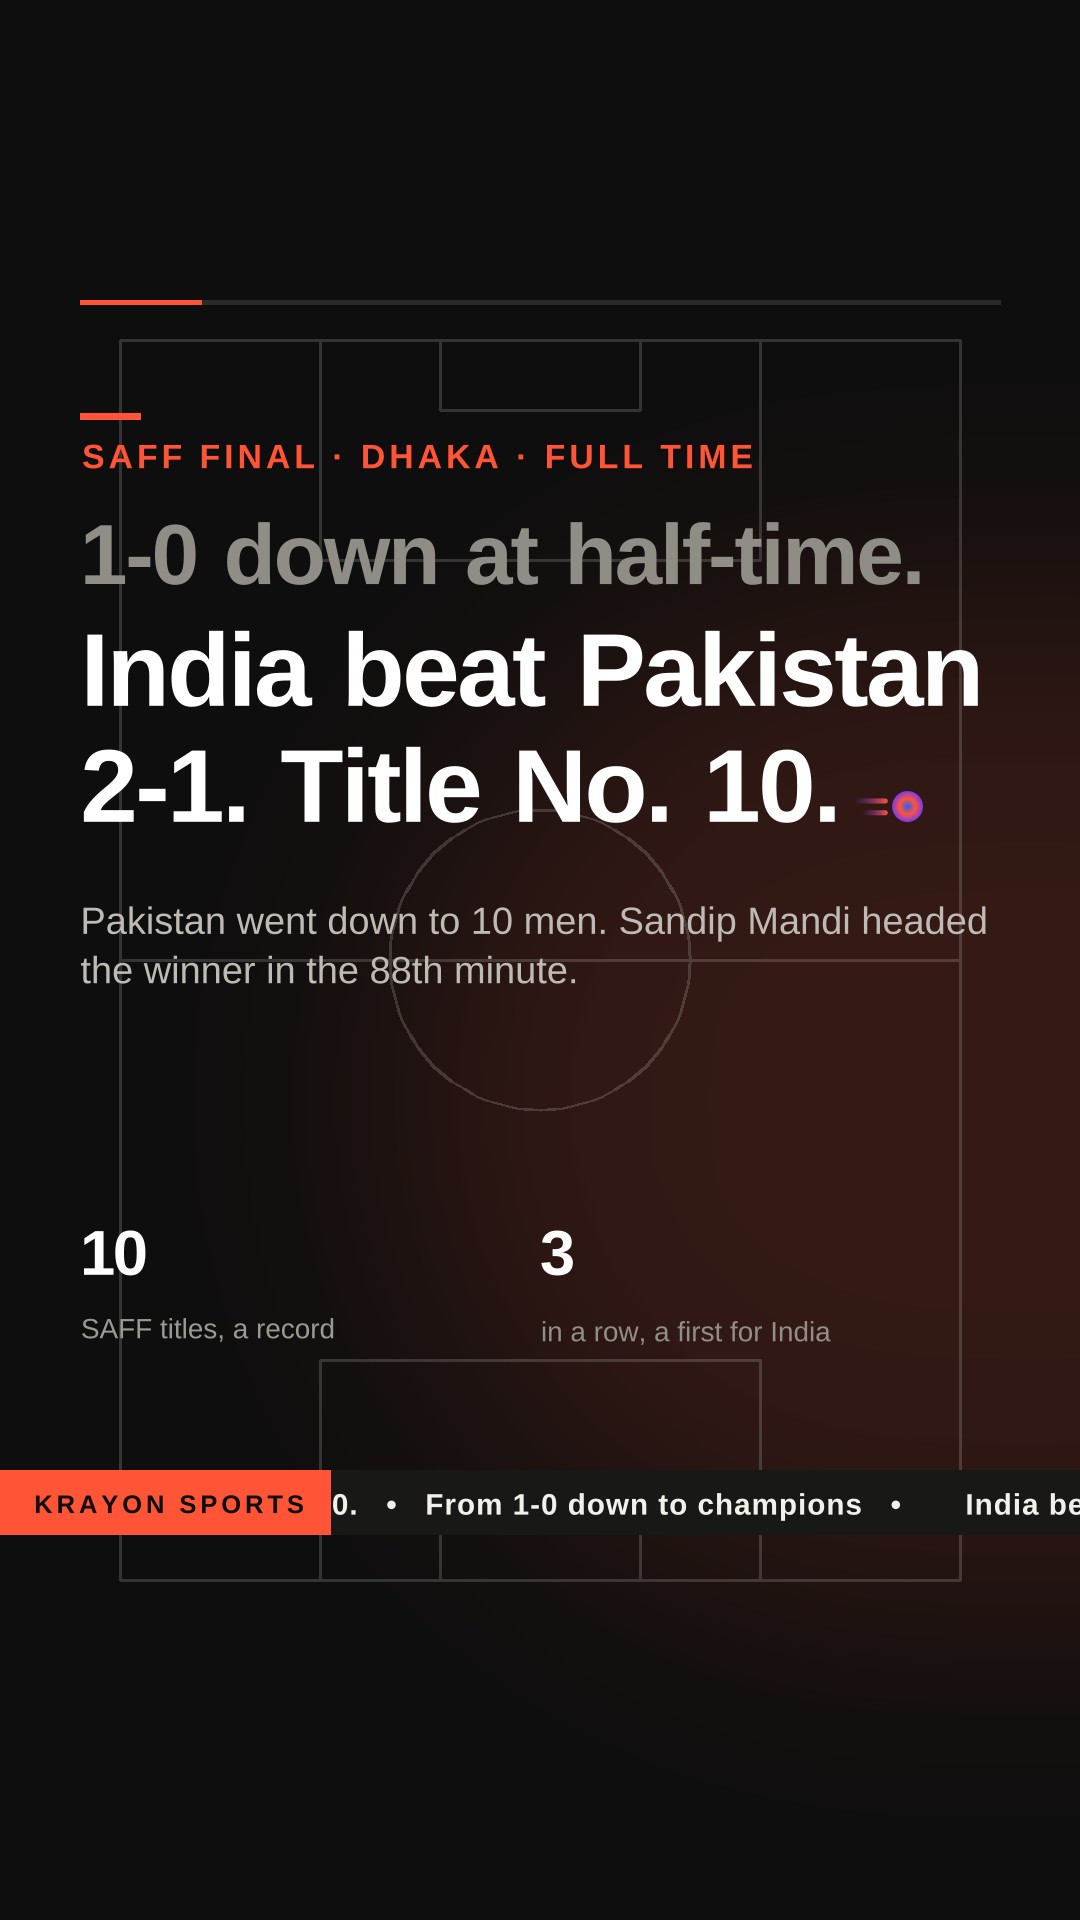 SAFF FINAL · DHAKA · FULL TIME
1-0 down at half-time.
India beat Pakistan
2-1. Title No. 10.
Pakistan went down to 10 men. Sandip Mandi headed
the winner in the 88th minute.
10
SAFF titles, a record
3
in a row, a first for India
KRAYON SPORTS
0. • From 1-0 down to champions • India be